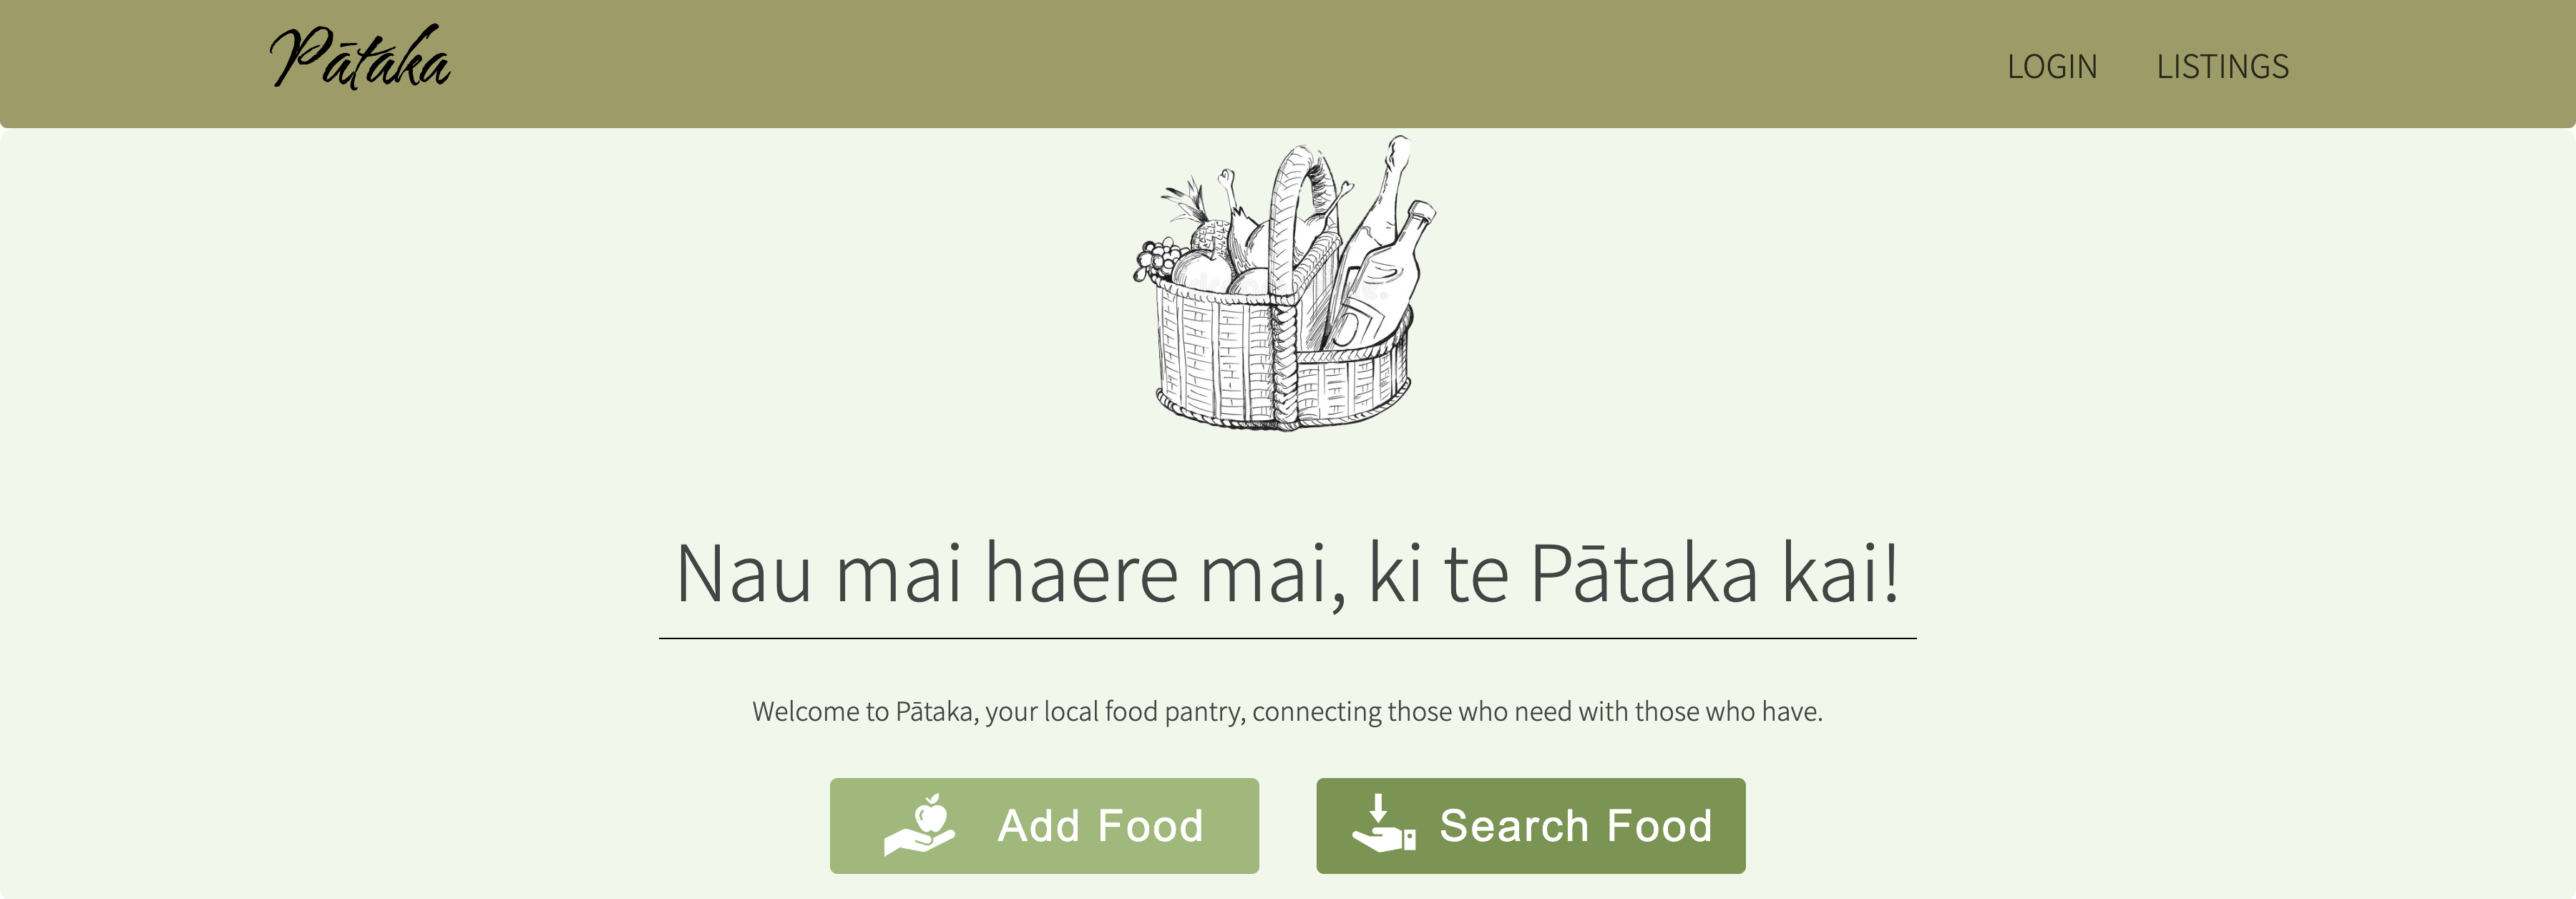 Pātaka
LOGIN LISTINGS
Nau mai haere mai, ki te Pātaka kai!
Welcome to Pātaka, your local food pantry, connecting those who need with those who have.
Add Food Search Food